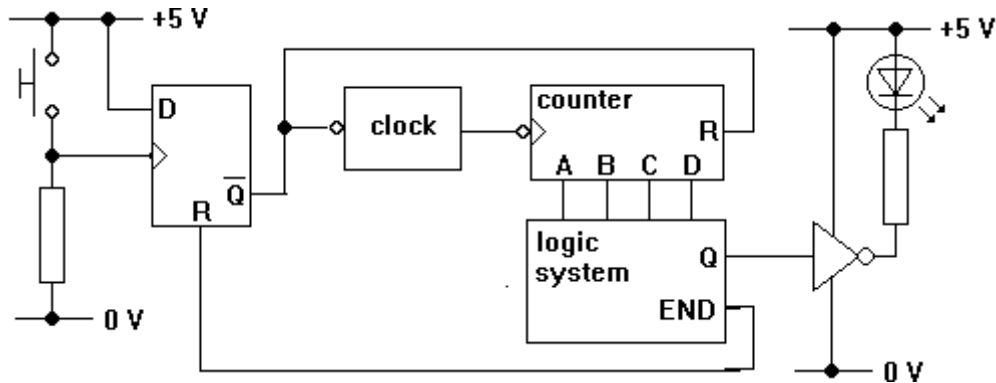 +5 V
+5 V
D
clock
counter
R
A B C D
Q̅
R
logic
system
Q
END
0 V
0 V